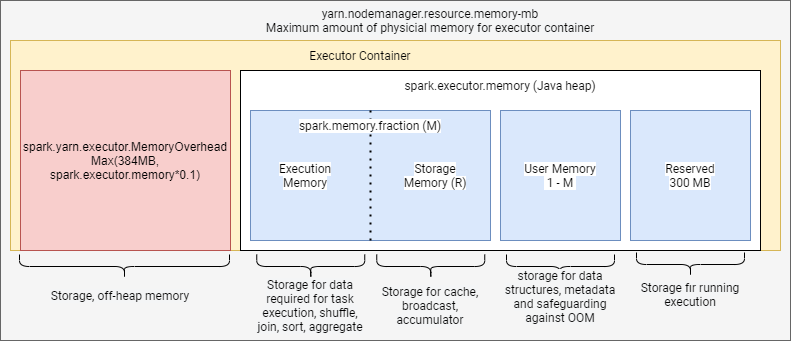 yarn.nodemanager.resource.memory-mb
Maximum amount of physicial memory for executor container
Executor Container
spark.yarn.executor.MemoryOverhead
Max(384MB,
spark.executor.memory*0.1)
spark.executor.memory (Java heap)
spark.memory.fraction (M)
Execution
Memory
Storage
Memory (R)
User Memory
1 - M
Reserved
300 MB
Storage, off-heap memory
Storage for data
required for task
execution, shuffle,
join, sort, aggregate
Storage for cache,
broadcast,
accumulator
storage for data
structures, metadata
and safeguarding
against OOM
Storage fır running
execution